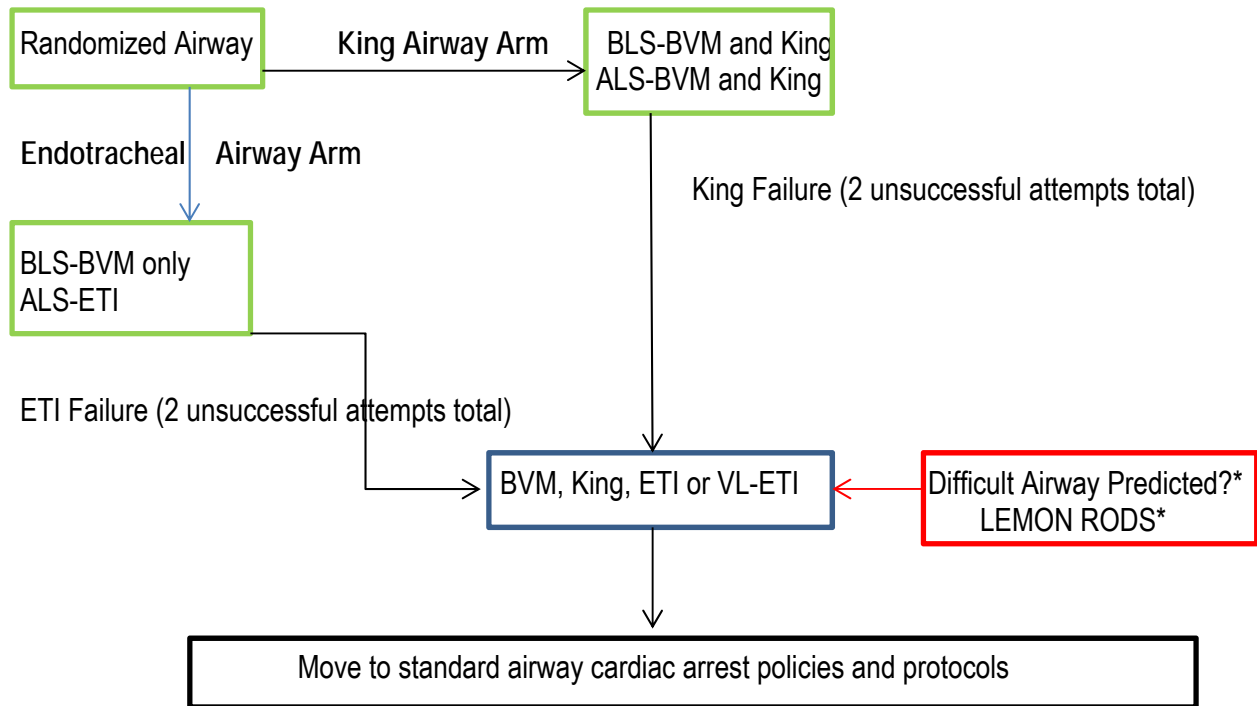 Randomized Airway
King Airway Arm
BLS-BVM and King
ALS-BVM and King
Endotracheal Airway Arm
King Failure (2 unsuccessful attempts total)
BLS-BVM only
ALS-ETI
ETI Failure (2 unsuccessful attempts total)
BVM, King, ETI or VL-ETI
Difficult Airway Predicted?*
LEMON RODS*
Move to standard airway cardiac arrest policies and protocols